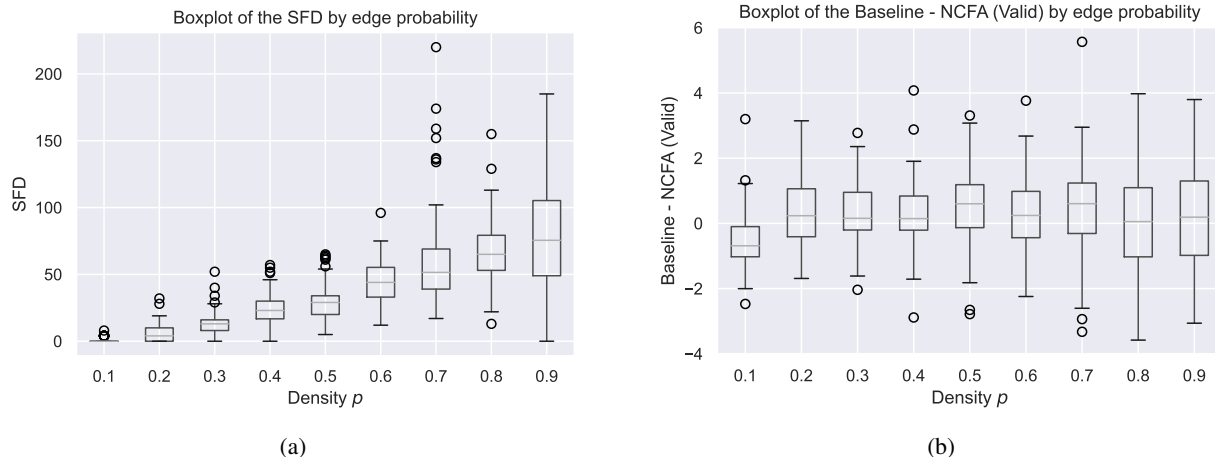 Boxplot of the SFD by edge probability
SFD
200
150
100
50
0
0.1 0.2 0.3 0.4 0.5 0.6 0.7 0.8 0.9
Density p
(a)
Boxplot of the Baseline - NCFA (Valid) by edge probability
Baseline - NCFA (Valid)
6
4
2
0
−2
−4
0.1 0.2 0.3 0.4 0.5 0.6 0.7 0.8 0.9
Density p
(b)